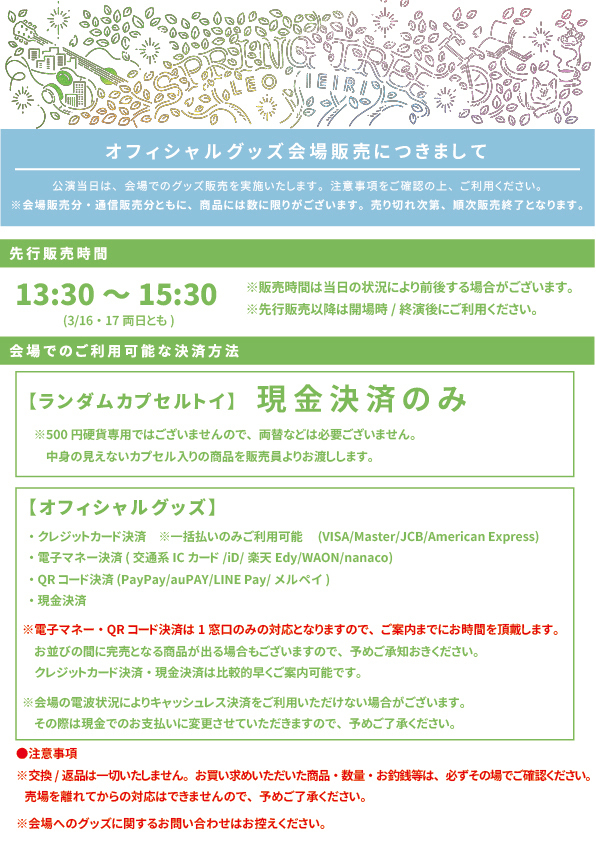 SPRING TREE TOUR
LEO IEIRI
オフィシャルグッズ会場販売につきまして
公演当日は、会場でのグッズ販売を実施いたします。注意事項をご確認の上、ご利用ください。
※会場販売分・通信販売分ともに、商品には数に限りがございます。売り切れ次第、順次販売終了となります。
先行販売時間
13:30 〜 15:30
(3/16・17 両日とも)
※販売時間は当日の状況により前後する場合がございます。
※先行販売以降は開場時 / 終演後にご利用ください。
会場でのご利用可能な決済方法
【ランダムカプセルトイ】 現金決済のみ
※500 円硬貨専用ではございませんので、両替などは必要ございません。
中身の見えないカプセル入りの商品を販売員よりお渡しします。
【オフィシャルグッズ】
・クレジットカード決済 ※一括払いのみご利用可能 (VISA/Master/JCB/American Express)
・電子マネー決済 ( 交通系 IC カード /iD/ 楽天 Edy/WAON/nanaco)
・QR コード決済 (PayPay/auPAY/LINE Pay/ メルペイ )
・現金決済
※電子マネー・QR コード決済は 1 窓口のみの対応となりますので、ご案内までにお時間を頂戴します。
お並びの間に完売となる商品が出る場合もございますので、予めご承知おきください。
クレジットカード決済・現金決済は比較的早くご案内可能です。
※会場の電波状況によりキャッシュレス決済をご利用いただけない場合がございます。
その際は現金でのお支払いに変更させていただきますので、予めご了承ください。
●注意事項
※交換 / 返品は一切いたしません。お買い求めいただいた商品・数量・お釣銭等は、必ずその場でご確認ください。
売場を離れてからの対応はできませんので、予めご了承ください。
※会場へのグッズに関するお問い合わせはお控えください。